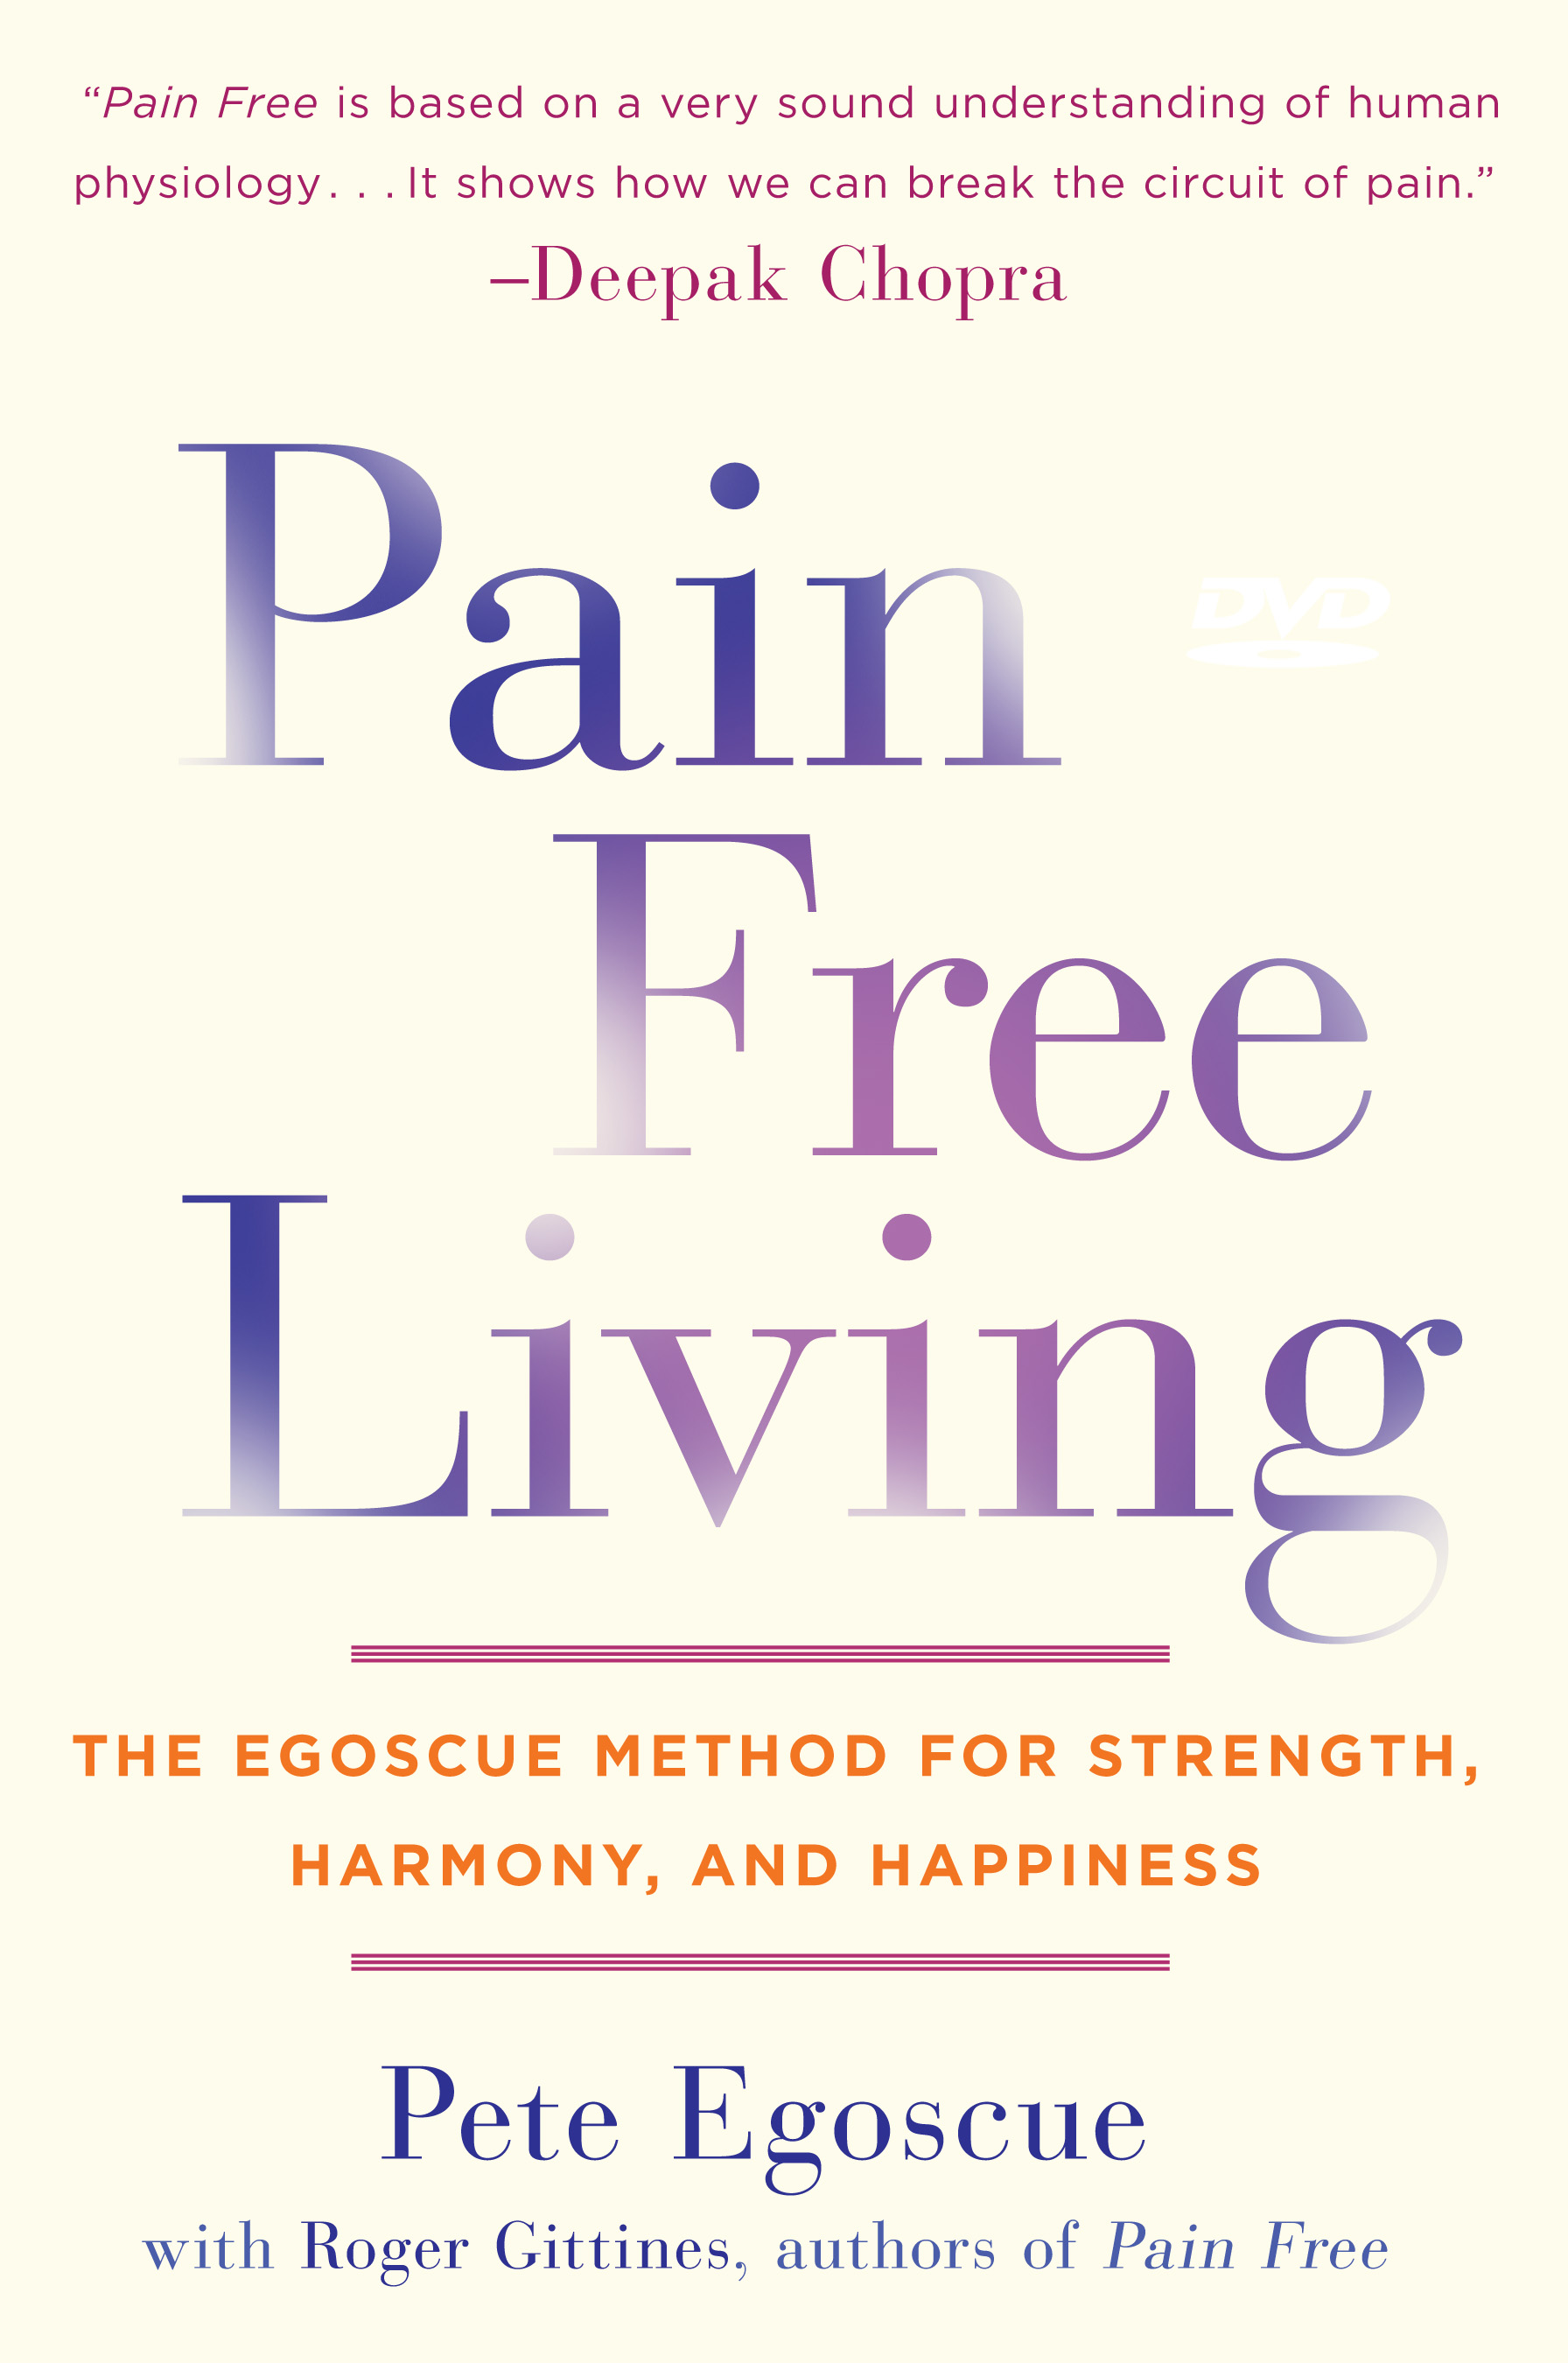 “Pain Free is based on a very sound understanding of human
physiology. . . It shows how we can break the circuit of pain.”
–Deepak Chopra
Pain
DVD
Free
Living
THE EGOSCUE METHOD FOR STRENGTH,
HARMONY, AND HAPPINESS
Pete Egoscue
with Roger Gittines, authors of Pain Free